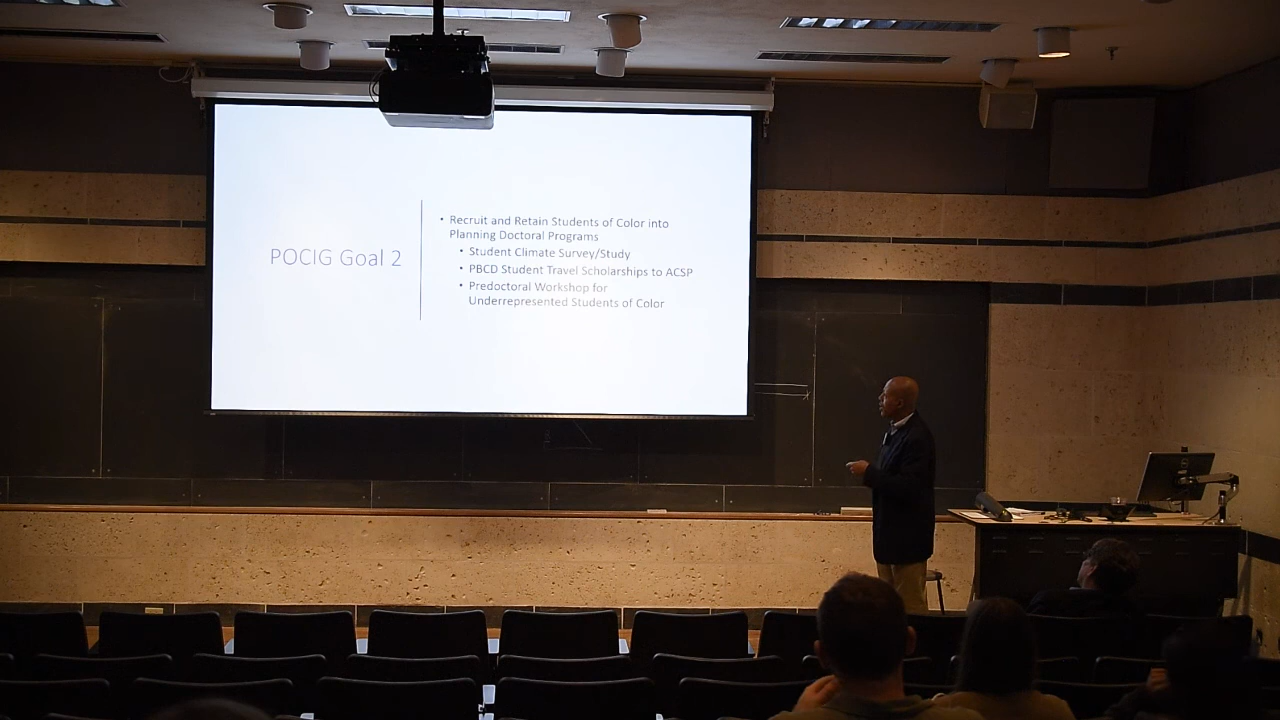 POCIG Goal 2
• Recruit and Retain Students of Color into
Planning Doctoral Programs
• Student Climate Survey/Study
• PBCD Student Travel Scholarships to ACSP
• Predoctoral Workshop for
Underrepresented Students of Color